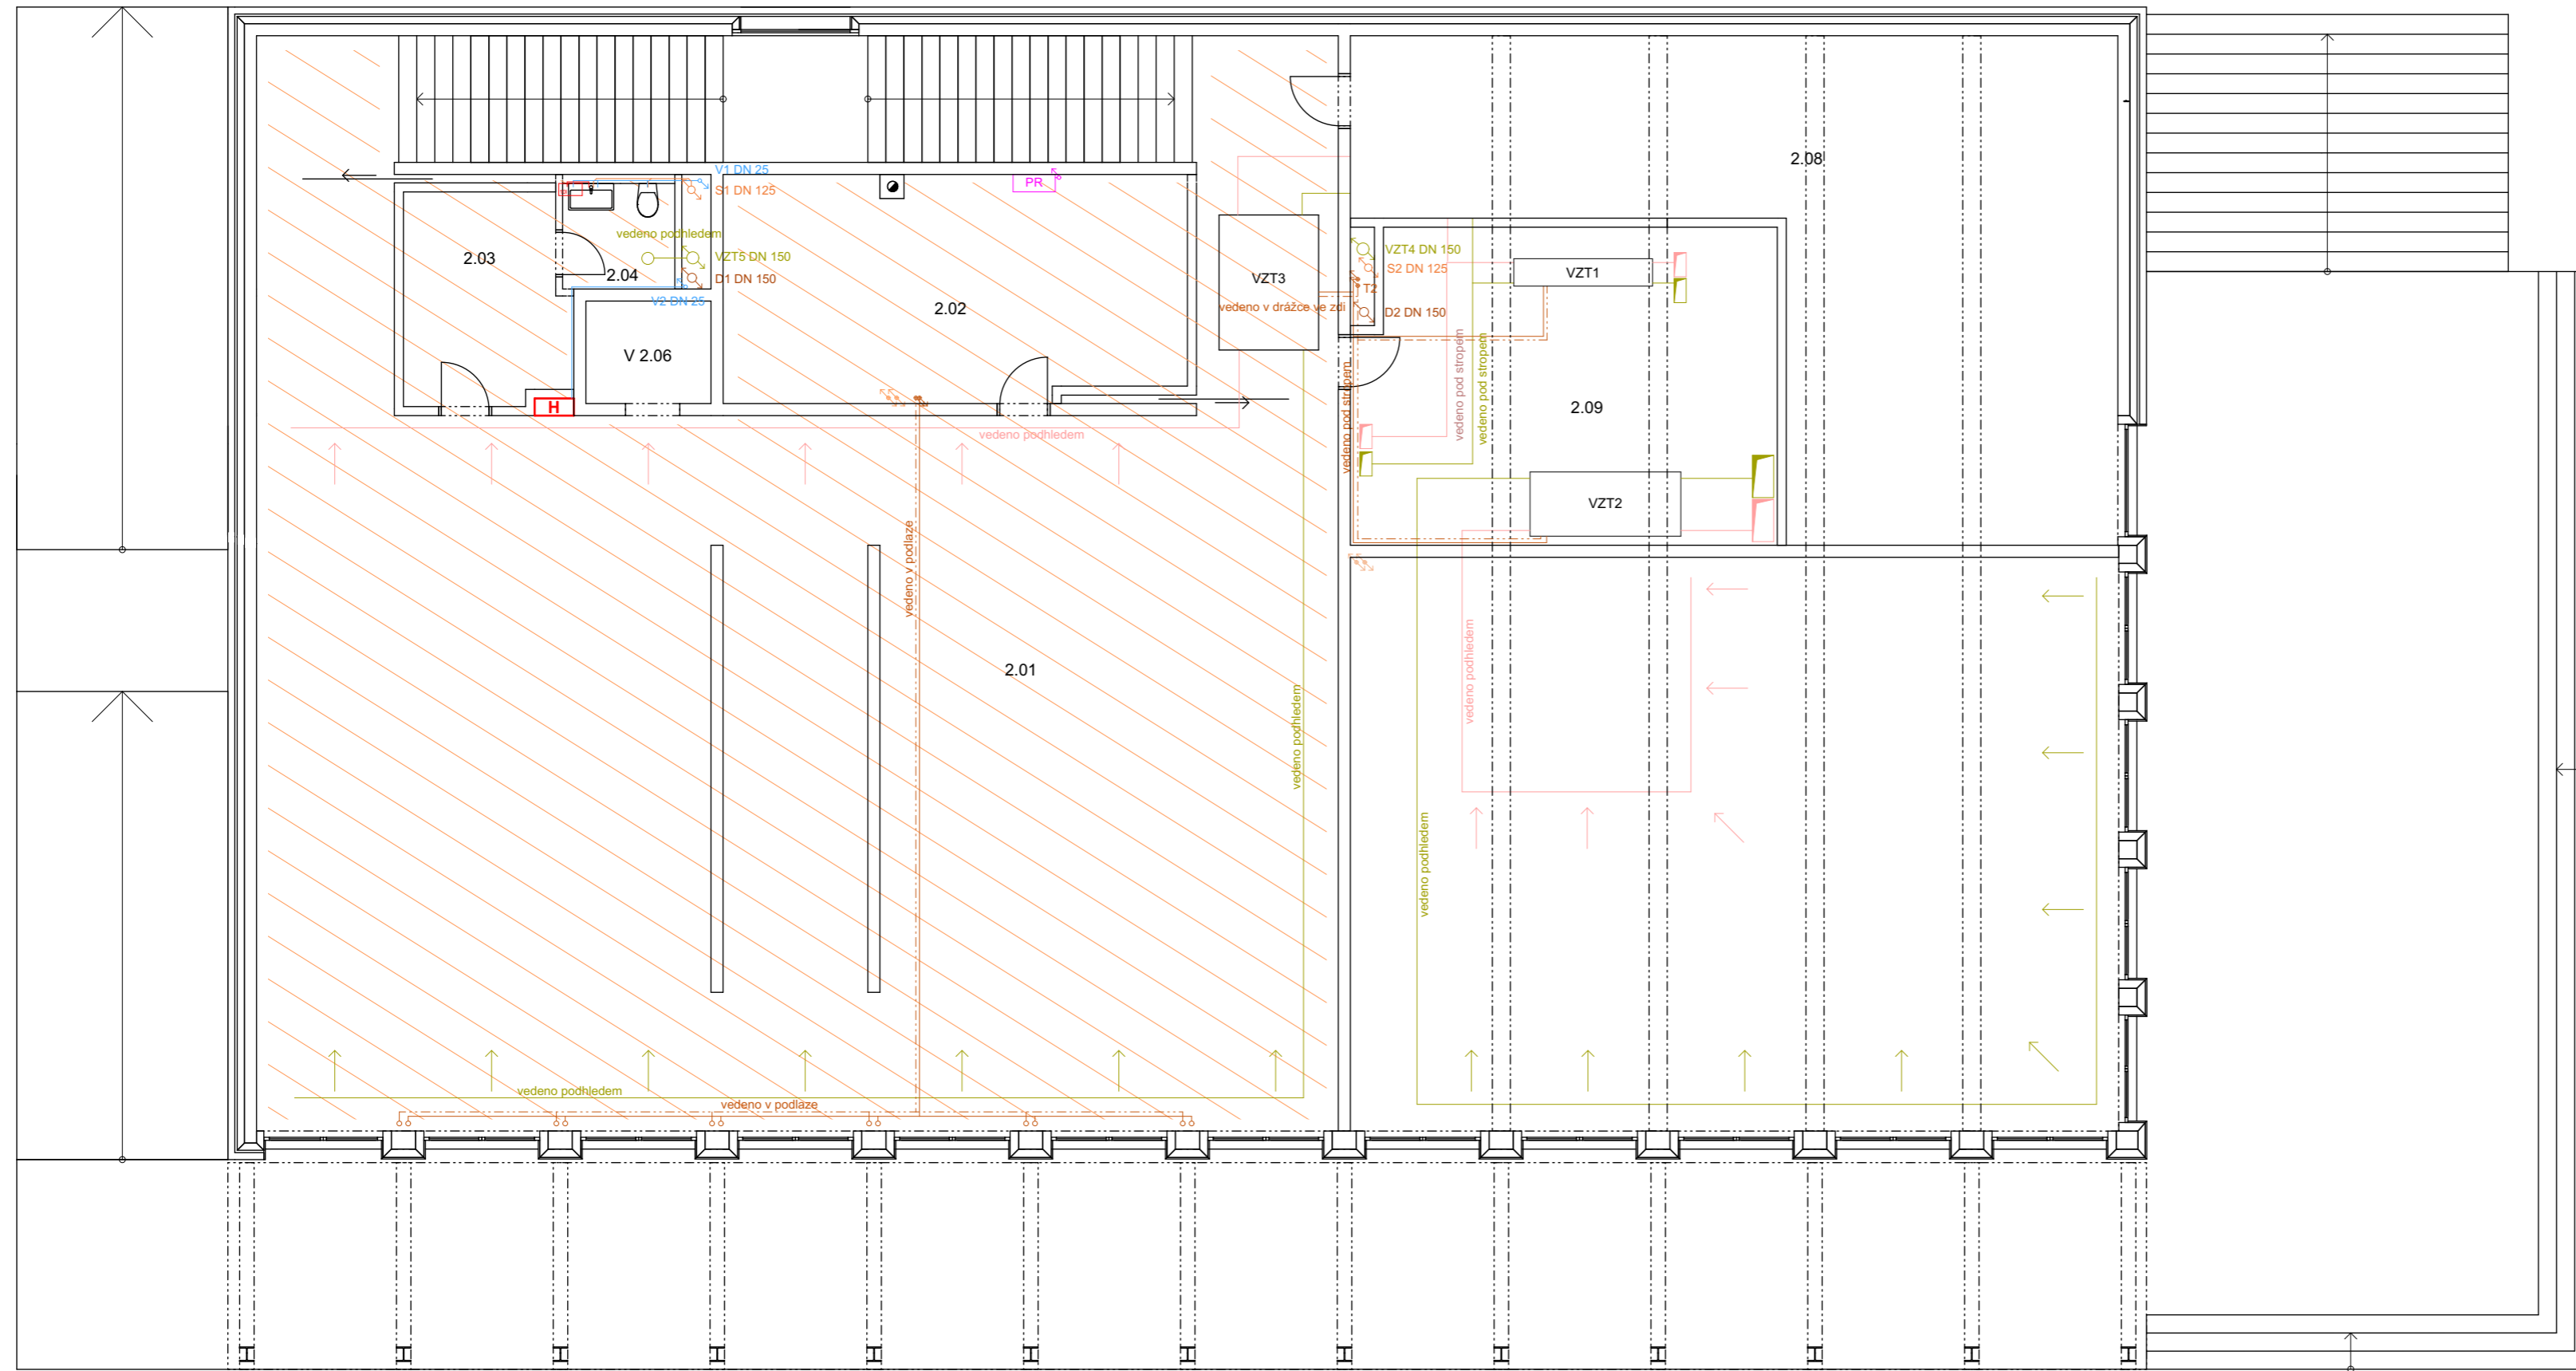 2.08
V1 DN 25
S1 DN 125
PR
vedeno podhledem
2.03
2.04
VZT5 DN 150
D1 DN 150
V2 DN 25
2.02
V 2.06
H
VZT3
VZT4 DN 150
S2 DN 125
T2
vedeno v drážce ve zdi
D2 DN 150
VZT1
vedeno pod stropem
vedeno pod stropem
vedeno pod stropem
2.09
vedeno podhledem
VZT2
vedeno v podlaze
2.01
vedeno podhledem
vedeno podhledem
vedeno podhledem
vedeno podhledem
vedeno v podlaze